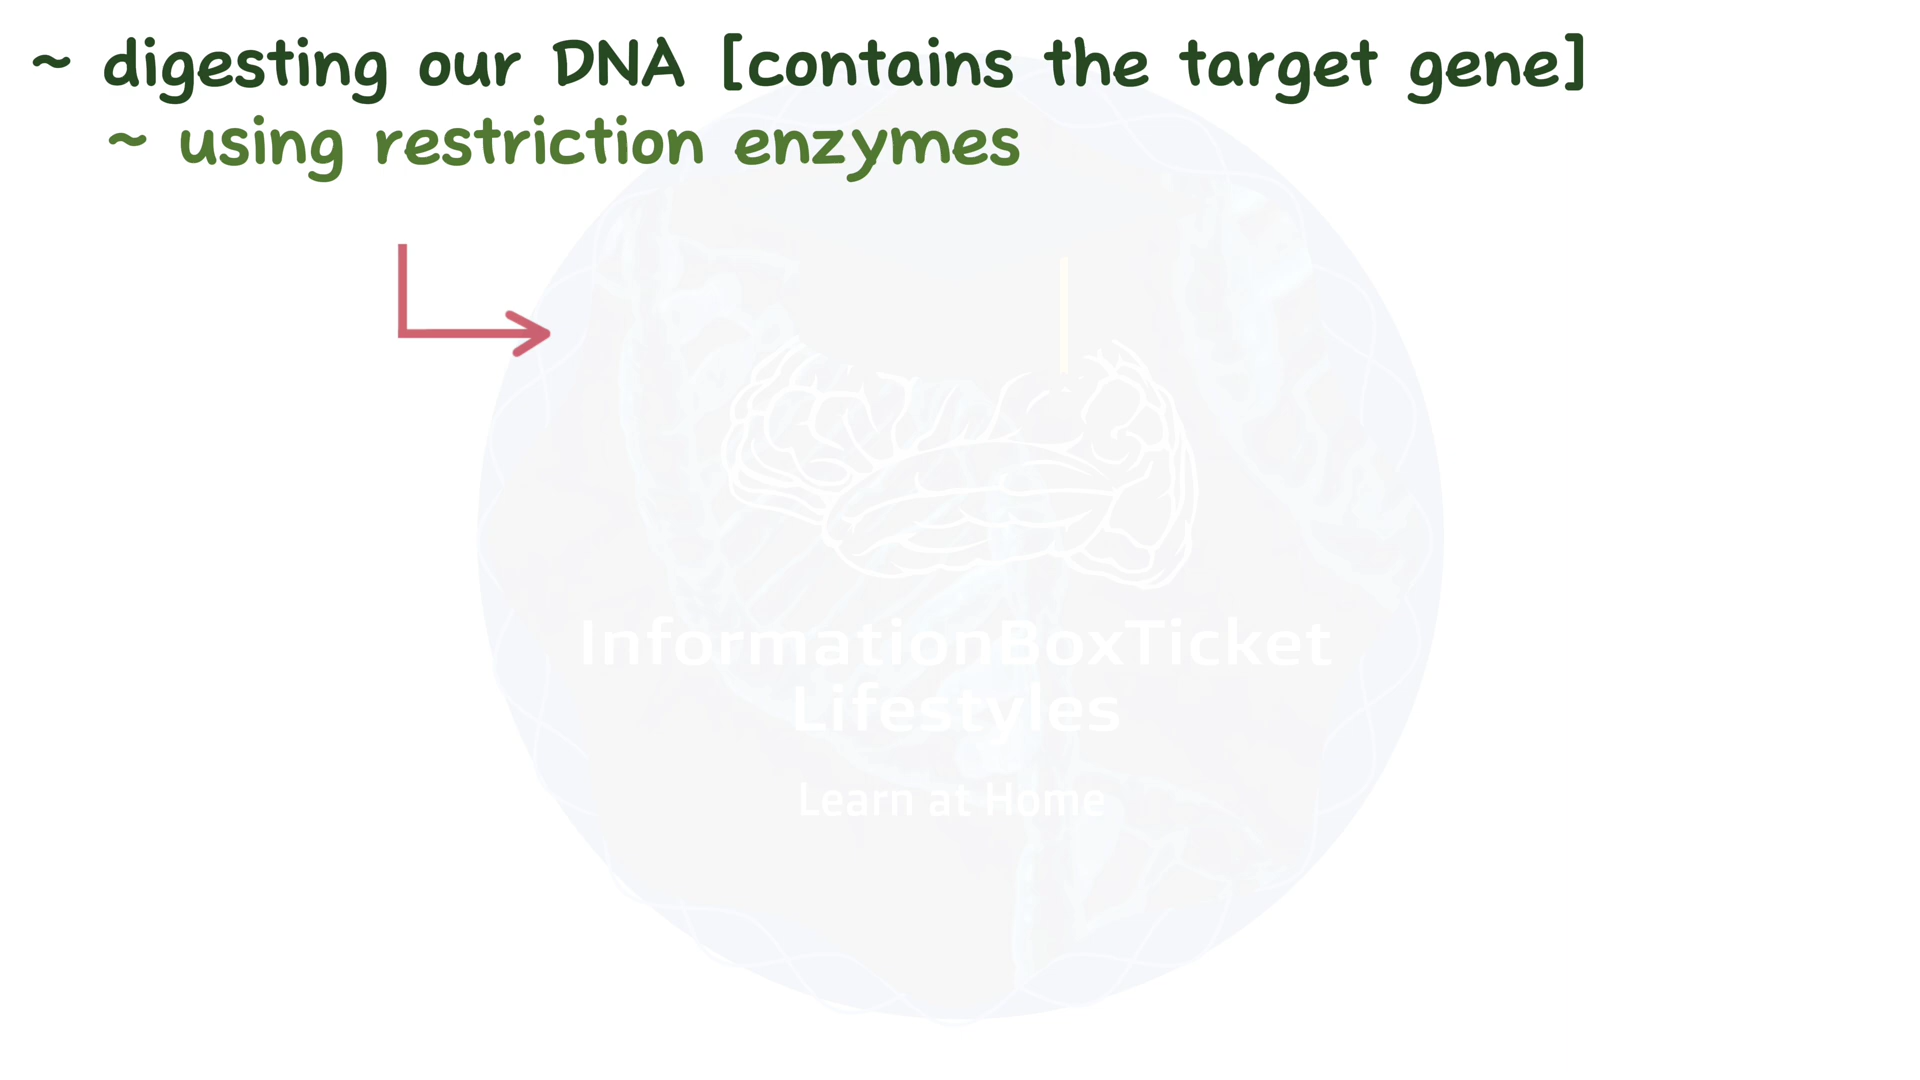 ~ digesting our DNA [contains the target gene]
~ using restriction enzymes
InformationBoxTicket
Lifestyles
Learn at Home